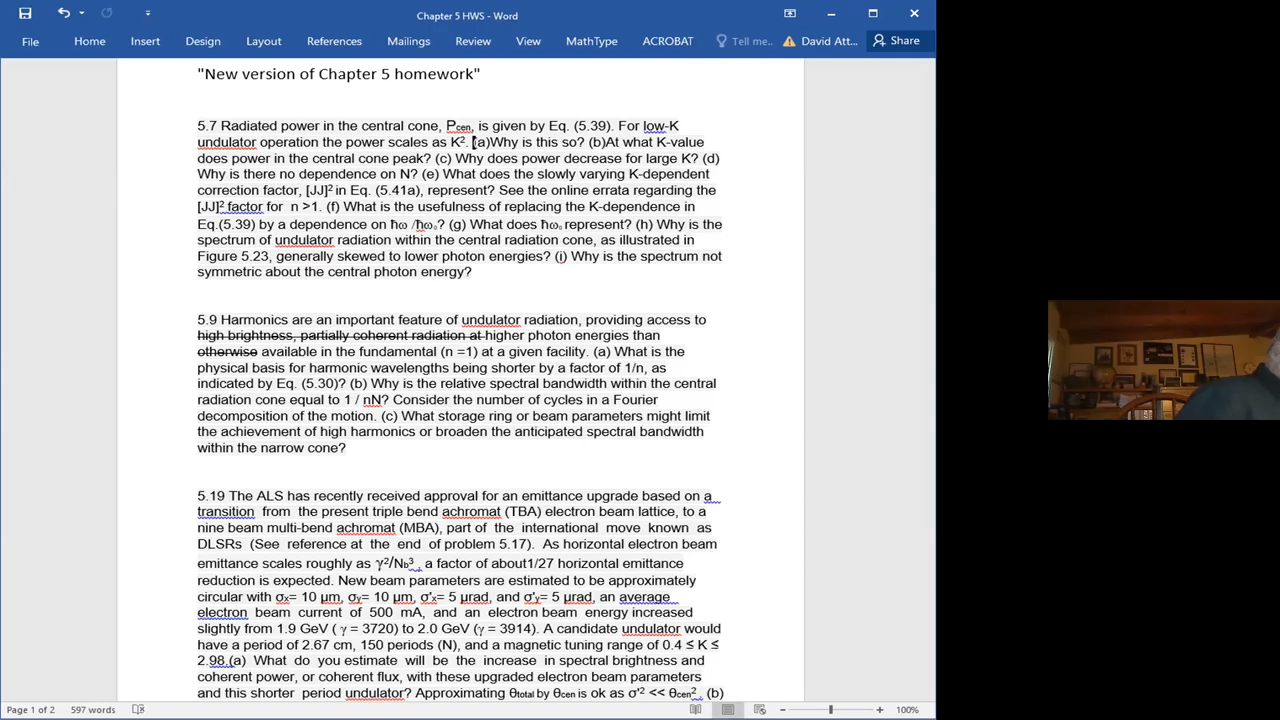 Chapter 5 HWS - Word
File Home Insert Design Layout References Mailings Review View MathType ACROBAT Tell me... David Att... Share
"New version of Chapter 5 homework"
5.7 Radiated power in the central cone, Pcen, is given by Eq. (5.39). For low-K
undulator operation the power scales as K². (a)Why is this so? (b)At what K-value
does power in the central cone peak? (c) Why does power decrease for large K? (d)
Why is there no dependence on N? (e) What does the slowly varying K-dependent
correction factor, [JJ]² in Eq. (5.41a), represent? See the online errata regarding the
[JJ]² factor for n >1. (f) What is the usefulness of replacing the K-dependence in
Eq.(5.39) by a dependence on ħω /ħω₀? (g) What does ħω₀ represent? (h) Why is the
spectrum of undulator radiation within the central radiation cone, as illustrated in
Figure 5.23, generally skewed to lower photon energies? (i) Why is the spectrum not
symmetric about the central photon energy?
5.9 Harmonics are an important feature of undulator radiation, providing access to
high brightness, partially coherent radiation at higher photon energies than
otherwise available in the fundamental (n =1) at a given facility. (a) What is the
physical basis for harmonic wavelengths being shorter by a factor of 1/n, as
indicated by Eq. (5.30)? (b) Why is the relative spectral bandwidth within the central
radiation cone equal to 1 / nN? Consider the number of cycles in a Fourier
decomposition of the motion. (c) What storage ring or beam parameters might limit
the achievement of high harmonics or broaden the anticipated spectral bandwidth
within the narrow cone?
5.19 The ALS has recently received approval for an emittance upgrade based on a
transition from the present triple bend achromat (TBA) electron beam lattice, to a
nine beam multi-bend achromat (MBA), part of the international move known as
DLSRs (See reference at the end of problem 5.17). As horizontal electron beam
emittance scales roughly as γ²/Nb³, a factor of about1/27 horizontal emittance
reduction is expected. New beam parameters are estimated to be approximately
circular with σx= 10 μm, σy= 10 μm, σ'x= 5 μrad, and σ'y= 5 μrad, an average
electron beam current of 500 mA, and an electron beam energy increased
slightly from 1.9 GeV ( γ = 3720) to 2.0 GeV (γ = 3914). A candidate undulator would
have a period of 2.67 cm, 150 periods (N), and a magnetic tuning range of 0.4 ≤ K ≤
2.98.(a) What do you estimate will be the increase in spectral brightness and
coherent power, or coherent flux, with these upgraded electron beam parameters
and this shorter period undulator? Approximating θtotal by θcen is ok as σ'² << θcen². (b)
Page 1 of 2 597 words 100%